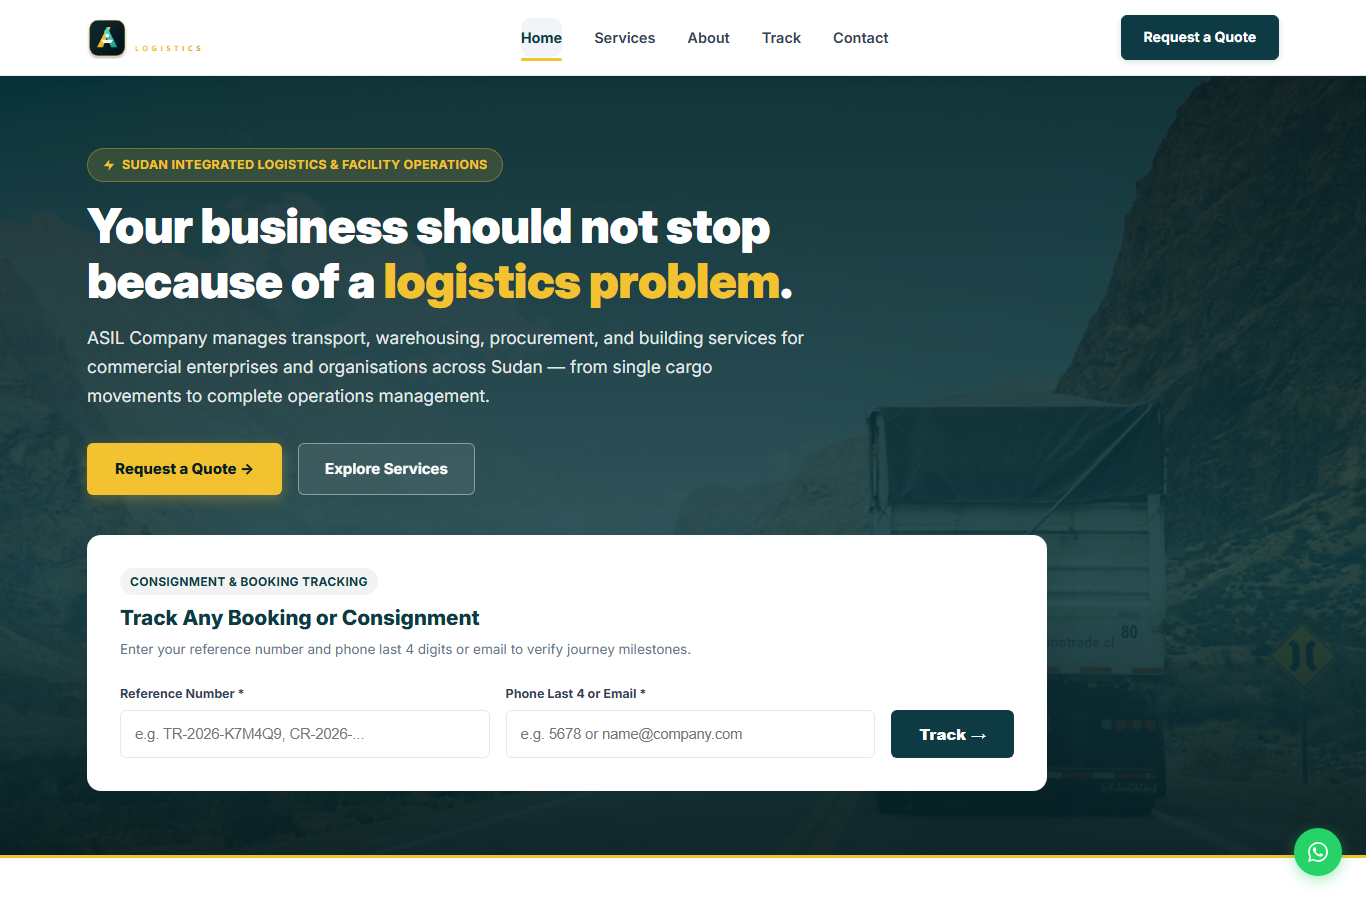 LOGISTICS
Home
Services
About
Track
Contact
Request a Quote
SUDAN INTEGRATED LOGISTICS & FACILITY OPERATIONS
Your business should not stop
because of a logistics problem.
ASIL Company manages transport, warehousing, procurement, and building services for
commercial enterprises and organisations across Sudan — from single cargo
movements to complete operations management.
Request a Quote →
Explore Services
CONSIGNMENT & BOOKING TRACKING
Track Any Booking or Consignment
Enter your reference number and phone last 4 digits or email to verify journey milestones.
Reference Number *
Phone Last 4 or Email *
e.g. TR-2026-K7M4Q9, CR-2026-...
e.g. 5678 or name@company.com
Track →
80